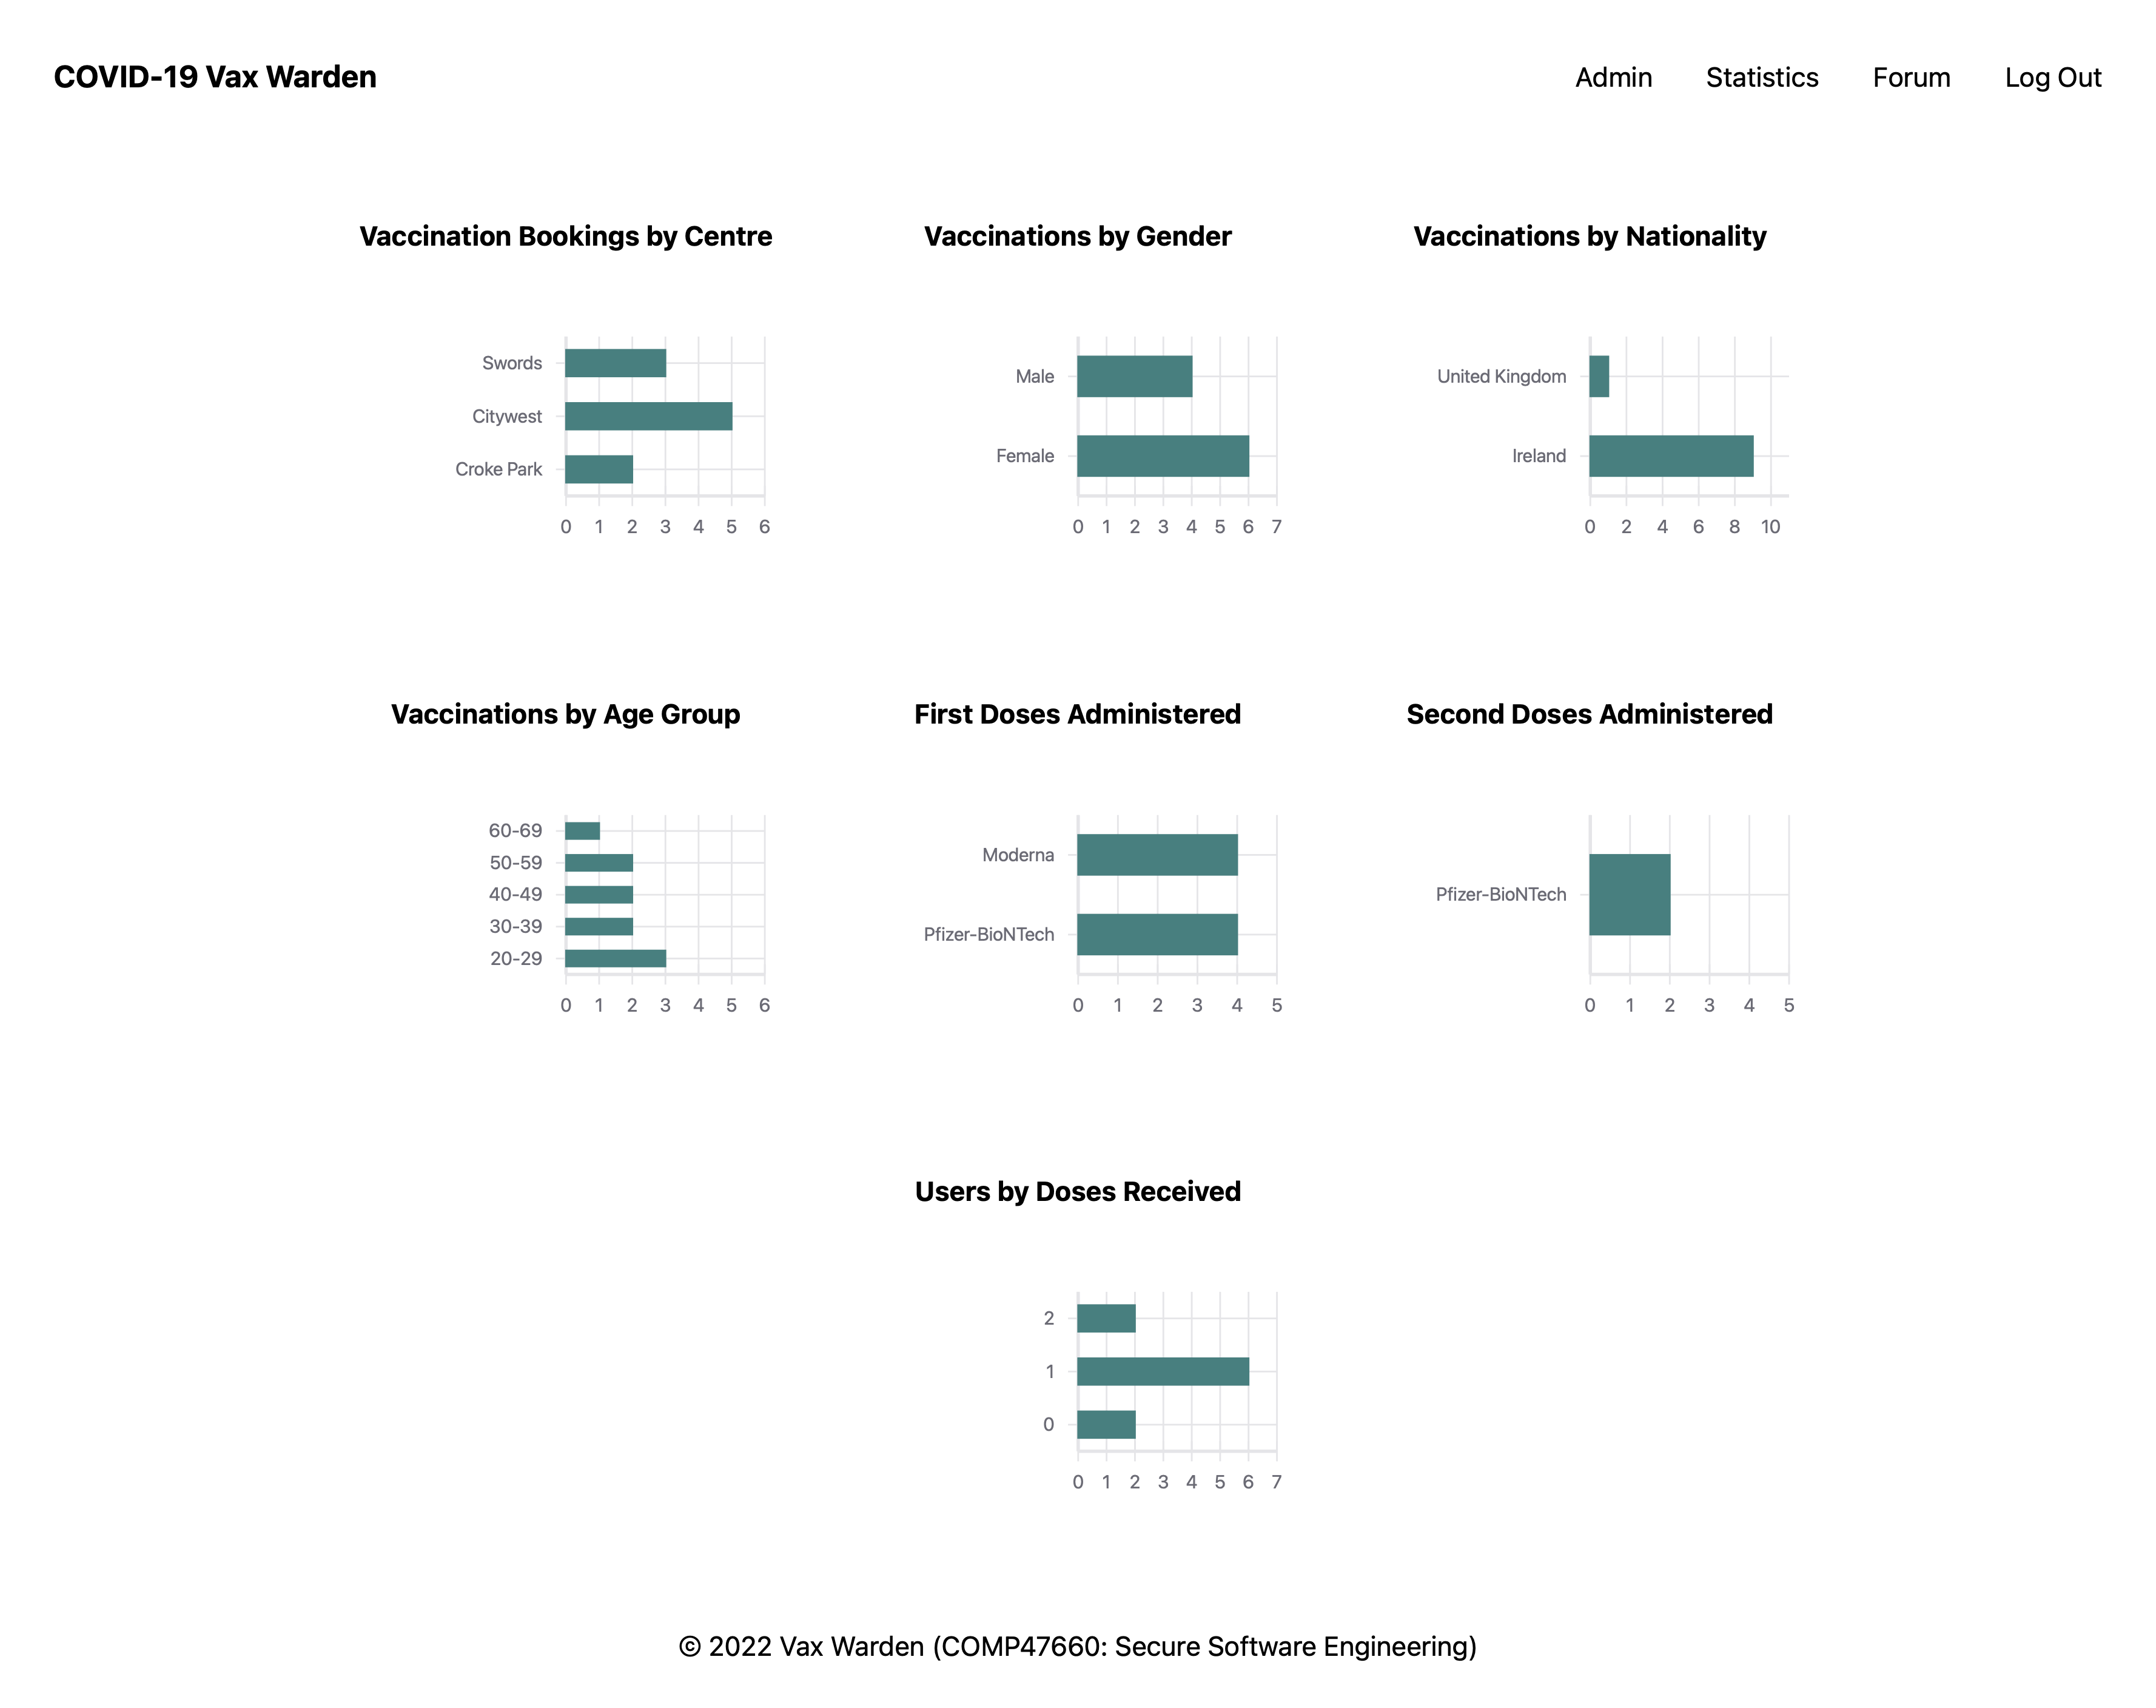 COVID-19 Vax Warden
Admin Statistics Forum Log Out
Vaccination Bookings by Centre
Swords
Citywest
Croke Park
0 1 2 3 4 5 6
Vaccinations by Gender
Male
Female
0 1 2 3 4 5 6 7
Vaccinations by Nationality
United Kingdom
Ireland
0 2 4 6 8 10
Vaccinations by Age Group
60-69
50-59
40-49
30-39
20-29
0 1 2 3 4 5 6
First Doses Administered
Moderna
Pfizer-BioNTech
0 1 2 3 4 5
Second Doses Administered
Pfizer-BioNTech
0 1 2 3 4 5
Users by Doses Received
2
1
0
0 1 2 3 4 5 6 7
© 2022 Vax Warden (COMP47660: Secure Software Engineering)